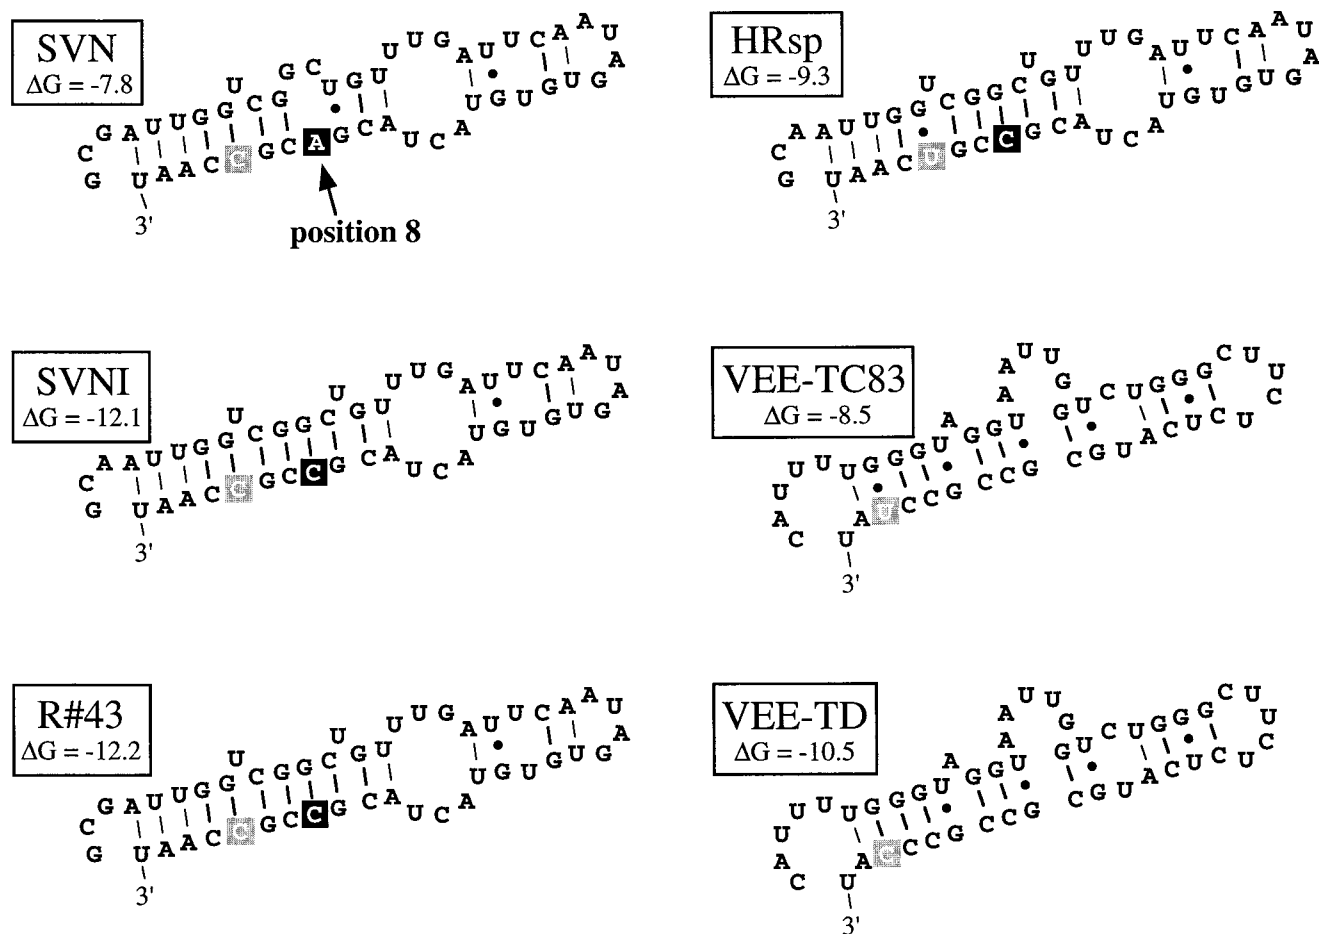 SVN
ΔG = -7.8
G C G A U U G G U C G G G C U G U U U G A U U C A A U A G
U A A C C G C A G C A U C A U G U G U
3'
position 8
HRsp
ΔG = -9.3
G C A A U U G G U C G G C U G U U U G A U U C A A U A G
U A A C U C G C G C A U C A U G U G U
3'
SVNI
ΔG = -12.1
G C A A U U G G U C G G C U G U U U G A U U C A A U A G
U A A C C G C C G C A U C A U G U G U
3'
VEE-TC83
ΔG = -8.5
C A U U U U G G G U A G G U A A U U G G U C U G G G C U U C U
U A U C C G C C G C G U A C U C
3'
R#43
ΔG = -12.2
G C G A U U G G U C G G C U G U U U G A U U C A A U A G
U A A C C G C C G C A U C A U G U G U
3'
VEE-TD
ΔG = -10.5
C A U U U U G G G U A G G U A A U U G G U C U G G G C U U C U
U A C C C G C C G C G U A C U C
3'